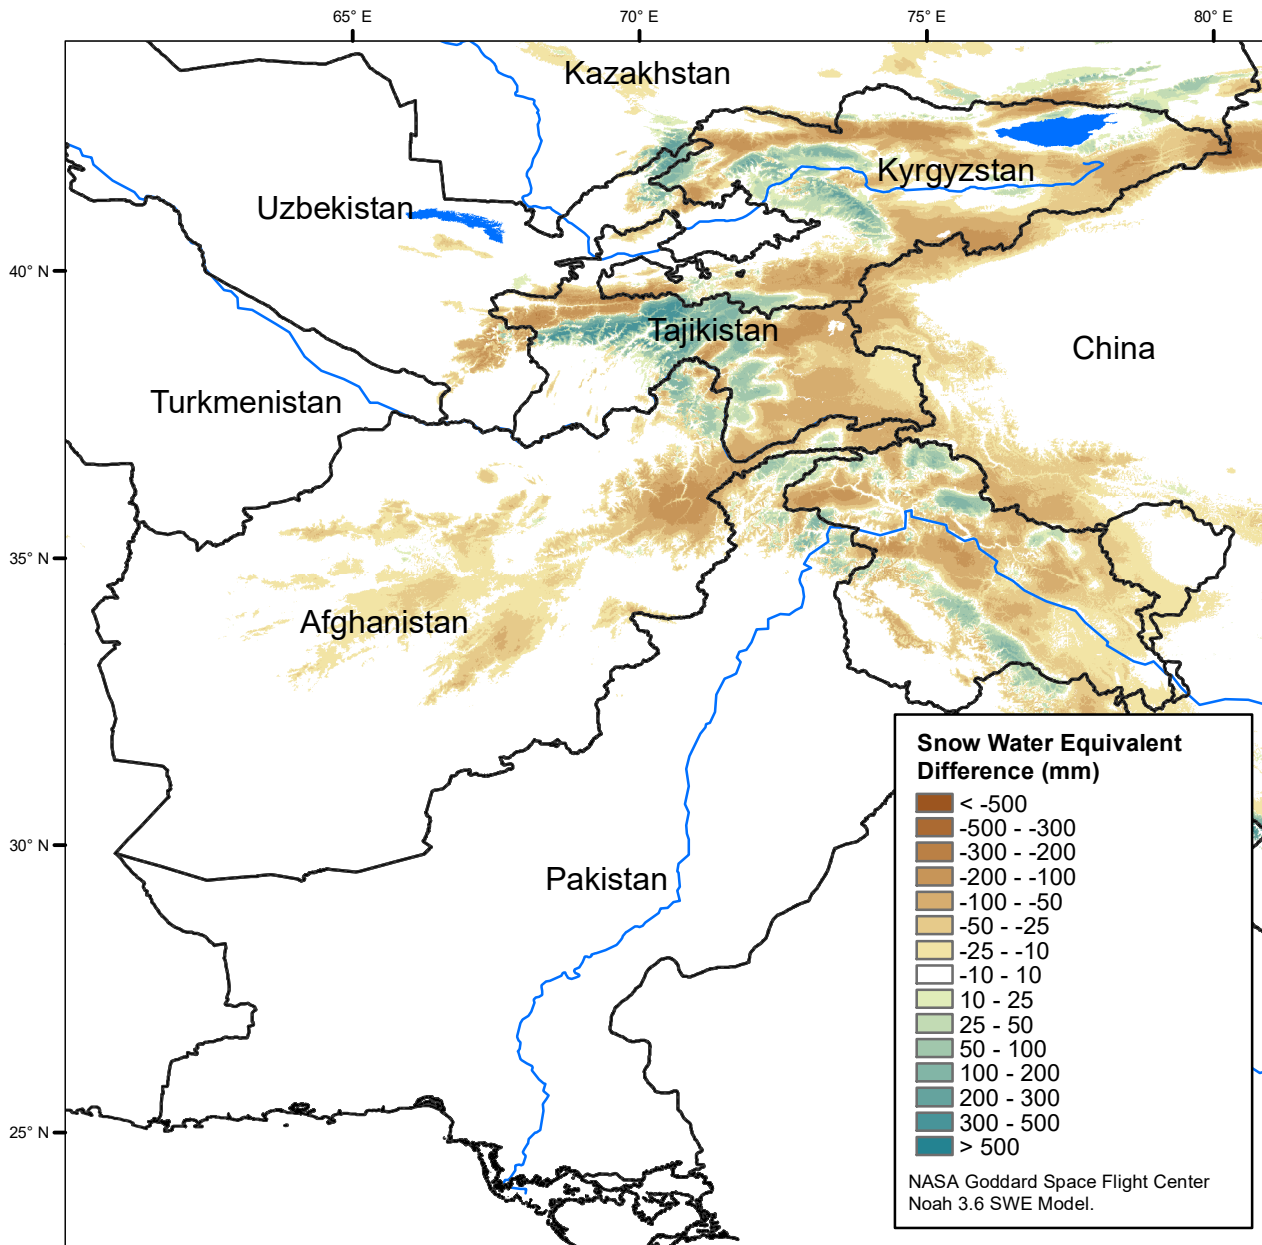 65° E
70° E
75° E
80° E
Kazakhstan
Kyrgyzstan
Uzbekistan
40° N
Tajikistan
China
Turkmenistan
35° N
Afghanistan
30° N
Pakistan
25° N
Snow Water Equivalent
Difference (mm)
< -500
-500 - -300
-300 - -200
-200 - -100
-100 - -50
-50 - -25
-25 - -10
-10 - 10
10 - 25
25 - 50
50 - 100
100 - 200
200 - 300
300 - 500
> 500
NASA Goddard Space Flight Center
Noah 3.6 SWE Model.